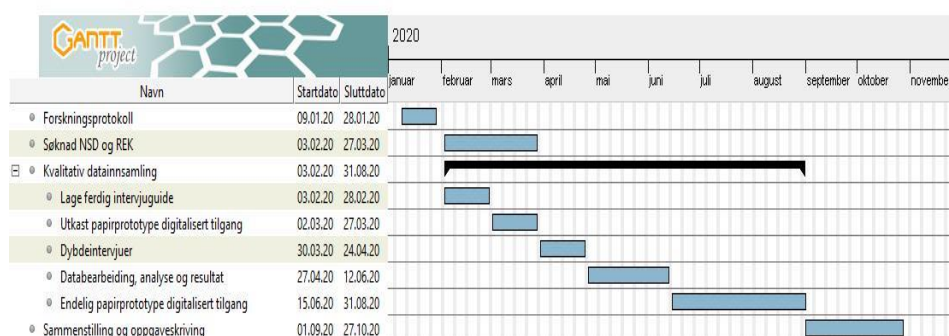 GANTT
project
2020
januar februar mars april mai juni juli august september oktober novembe
Navn Startdato Sluttdato
Forskningsprotokoll 09.01.20 28.01.20
Søknad NSD og REK 03.02.20 27.03.20
Kvalitativ datainnsamling 03.02.20 31.08.20
Lage ferdig intervjuguide 03.02.20 28.02.20
Utkast papirprototype digitalisert tilgang 02.03.20 27.03.20
Dybdeintervjuer 30.03.20 24.04.20
Databearbeiding, analyse og resultat 27.04.20 12.06.20
Endelig papirprototype digitalisert tilgang 15.06.20 31.08.20
Sammenstilling og oppgaveskriving 01.09.20 27.10.20